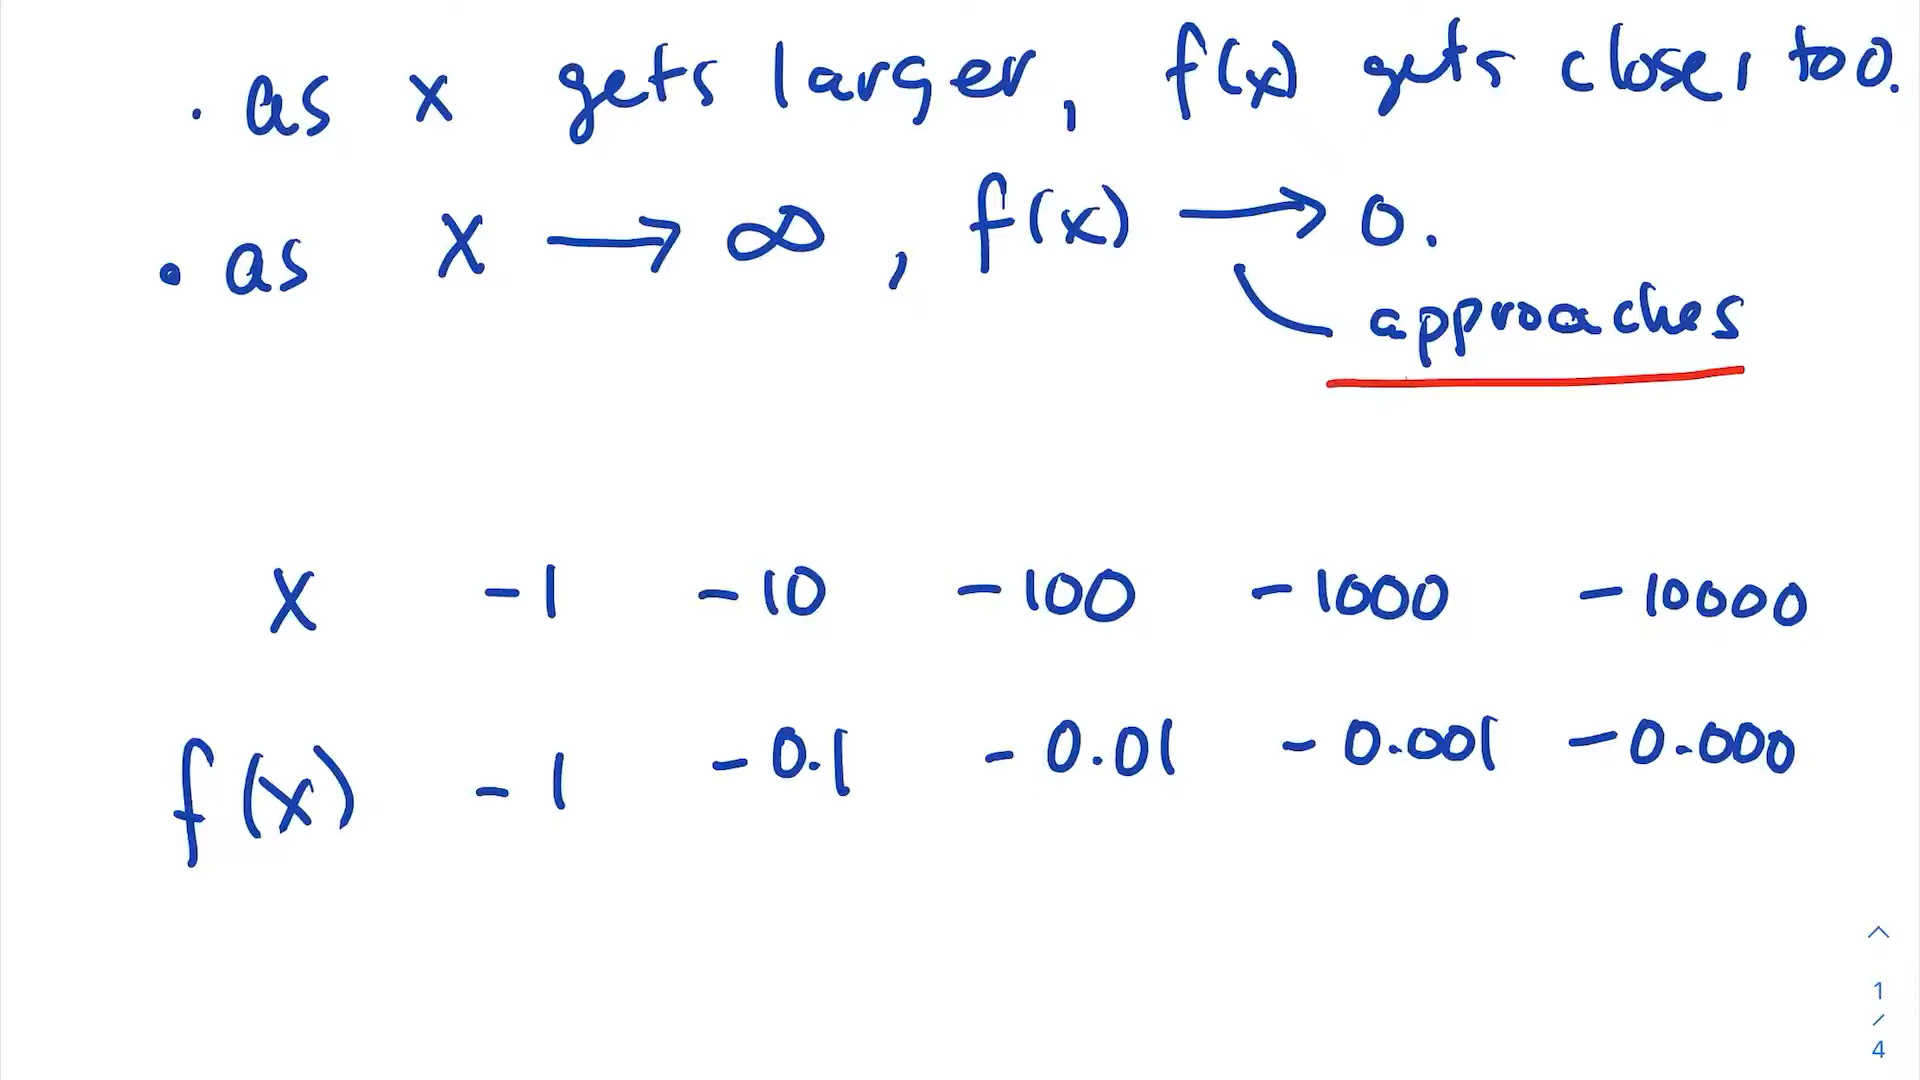 . as x gets larger, f(x) gets closer to 0.
• as x → ∞, f(x) → 0.
approaches
x -1 -10 -100 -1000 -10000
f(x) -1 -0.1 -0.01 -0.001 -0.000
1
/
4